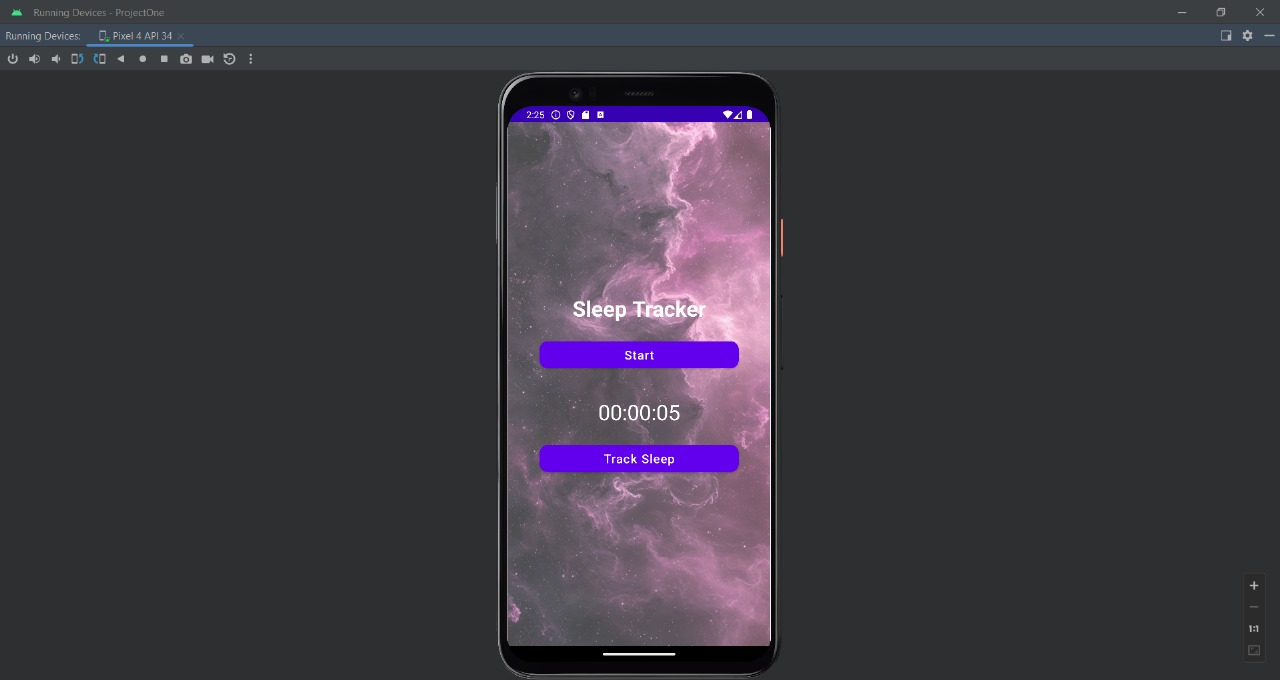 Running Devices - ProjectOne
Running Devices: Pixel 4 API 34
2:25
Sleep Tracker
Start
00:00:05
Track Sleep
1:1